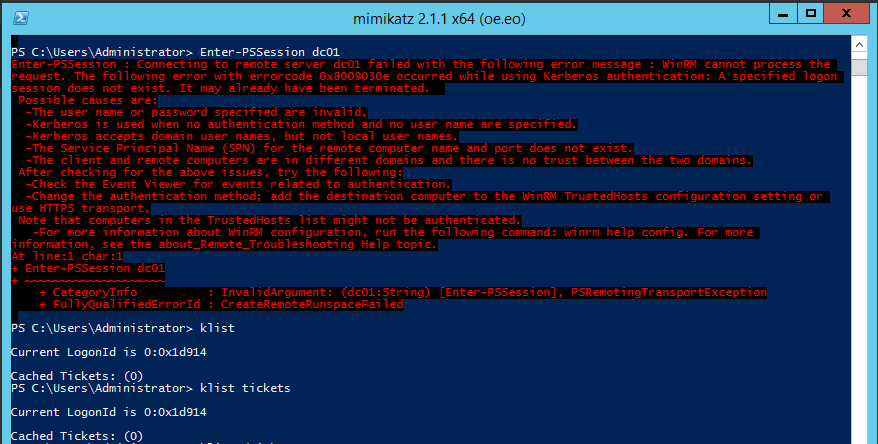 mimikatz 2.1.1 x64 (oe.eo)
PS C:\Users\Administrator> Enter-PSSession dc01
Enter-PSSession : Connecting to remote server dc01 failed with the following error message : WinRM cannot process the
request. The following error with errorcode 0x8009030e occurred while using Kerberos authentication: A specified logon
session does not exist. It may already have been terminated.
Possible causes are:
-The user name or password specified are invalid.
-Kerberos is used when no authentication method and no user name are specified.
-Kerberos accepts domain user names, but not local user names.
-The Service Principal Name (SPN) for the remote computer name and port does not exist.
-The client and remote computers are in different domains and there is no trust between the two domains.
After checking for the above issues, try the following:
-Check the Event Viewer for events related to authentication.
-Change the authentication method; add the destination computer to the WinRM TrustedHosts configuration setting or
use HTTPS transport.
Note that computers in the TrustedHosts list might not be authenticated.
-For more information about WinRM configuration, run the following command: winrm help config. For more
information, see the about_Remote_Troubleshooting Help topic.
At line:1 char:1
+ Enter-PSSession dc01
+ ~~~~~~~~~~~~~~~~~~~~
+ CategoryInfo : InvalidArgument: (dc01:String) [Enter-PSSession], PSRemotingTransportException
+ FullyQualifiedErrorId : CreateRemoteRunspaceFailed
PS C:\Users\Administrator> klist
Current LogonId is 0:0x1d914
Cached Tickets: (0)
PS C:\Users\Administrator> klist tickets
Current LogonId is 0:0x1d914
Cached Tickets: (0)